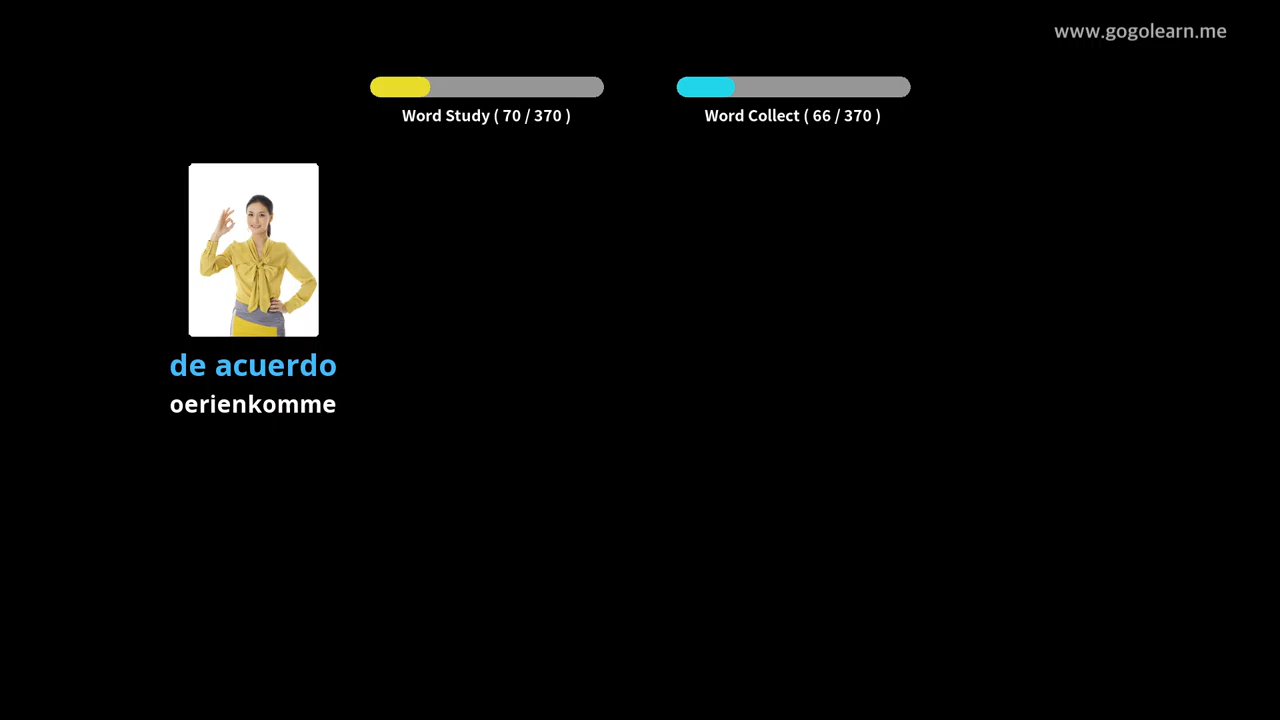 www.gogolearn.me
Word Study ( 70 / 370 )
Word Collect ( 66 / 370 )
de acuerdo
oerienkomme